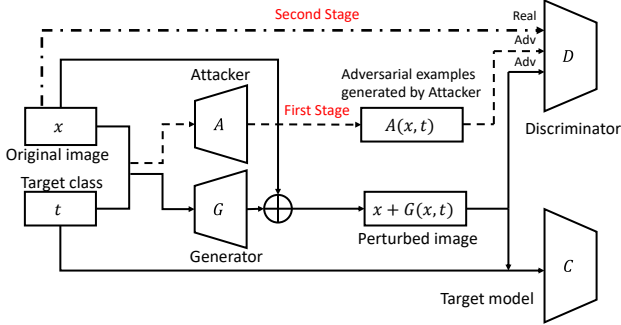 Second Stage
Real
Adv
Adv
D
Discriminator
Attacker
A
First Stage
Adversarial examples
generated by Attacker
A(x, t)
x
Original image
Target class
t
G
Generator
x + G(x, t)
Perturbed image
C
Target model